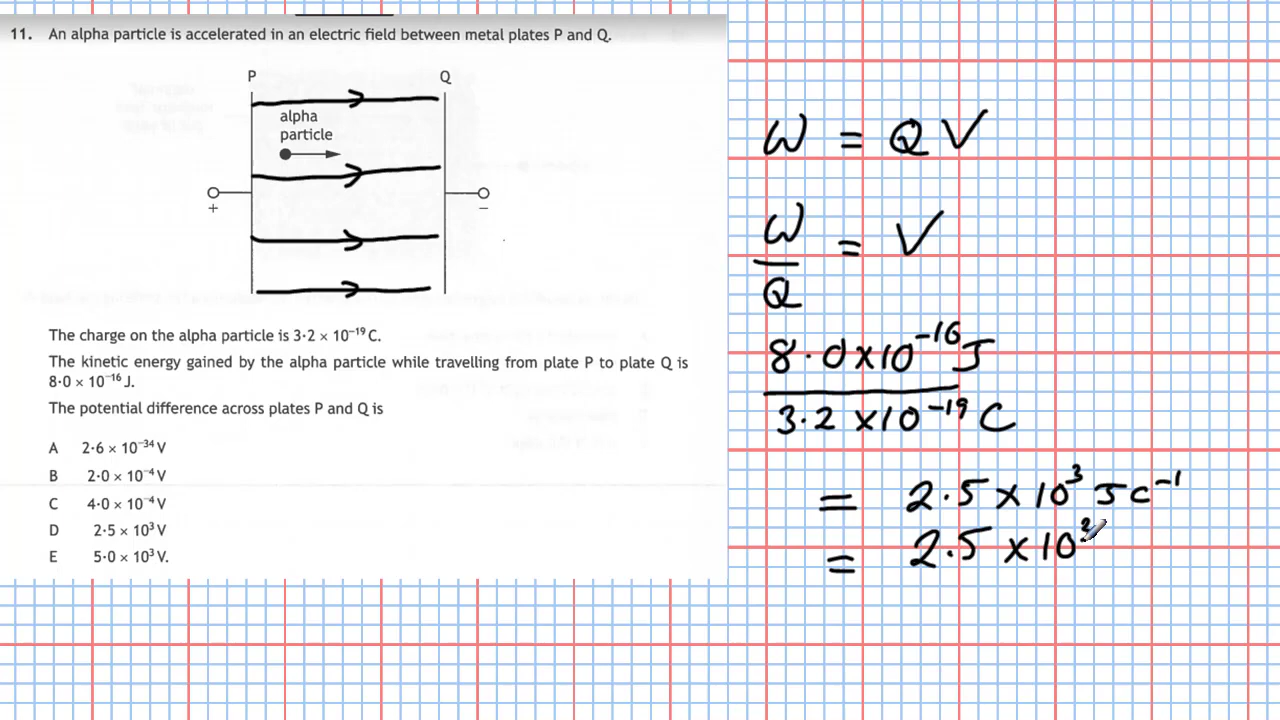 11. An alpha particle is accelerated in an electric field between metal plates P and Q.
P Q
alpha
particle
+ −
The charge on the alpha particle is 3·2 × 10⁻¹⁹ C.
The kinetic energy gained by the alpha particle while travelling from plate P to plate Q is
8·0 × 10⁻¹⁶ J.
The potential difference across plates P and Q is
A 2·6 × 10⁻³⁴ V
B 2·0 × 10⁻⁴ V
C 4·0 × 10⁻⁴ V
D 2·5 × 10³ V
E 5·0 × 10³ V.
W = QV
W
= V
Q
8·0 × 10⁻¹⁶ J
3·2 × 10⁻¹⁹ C
= 2·5 × 10³ J C⁻¹
= 2·5 × 10